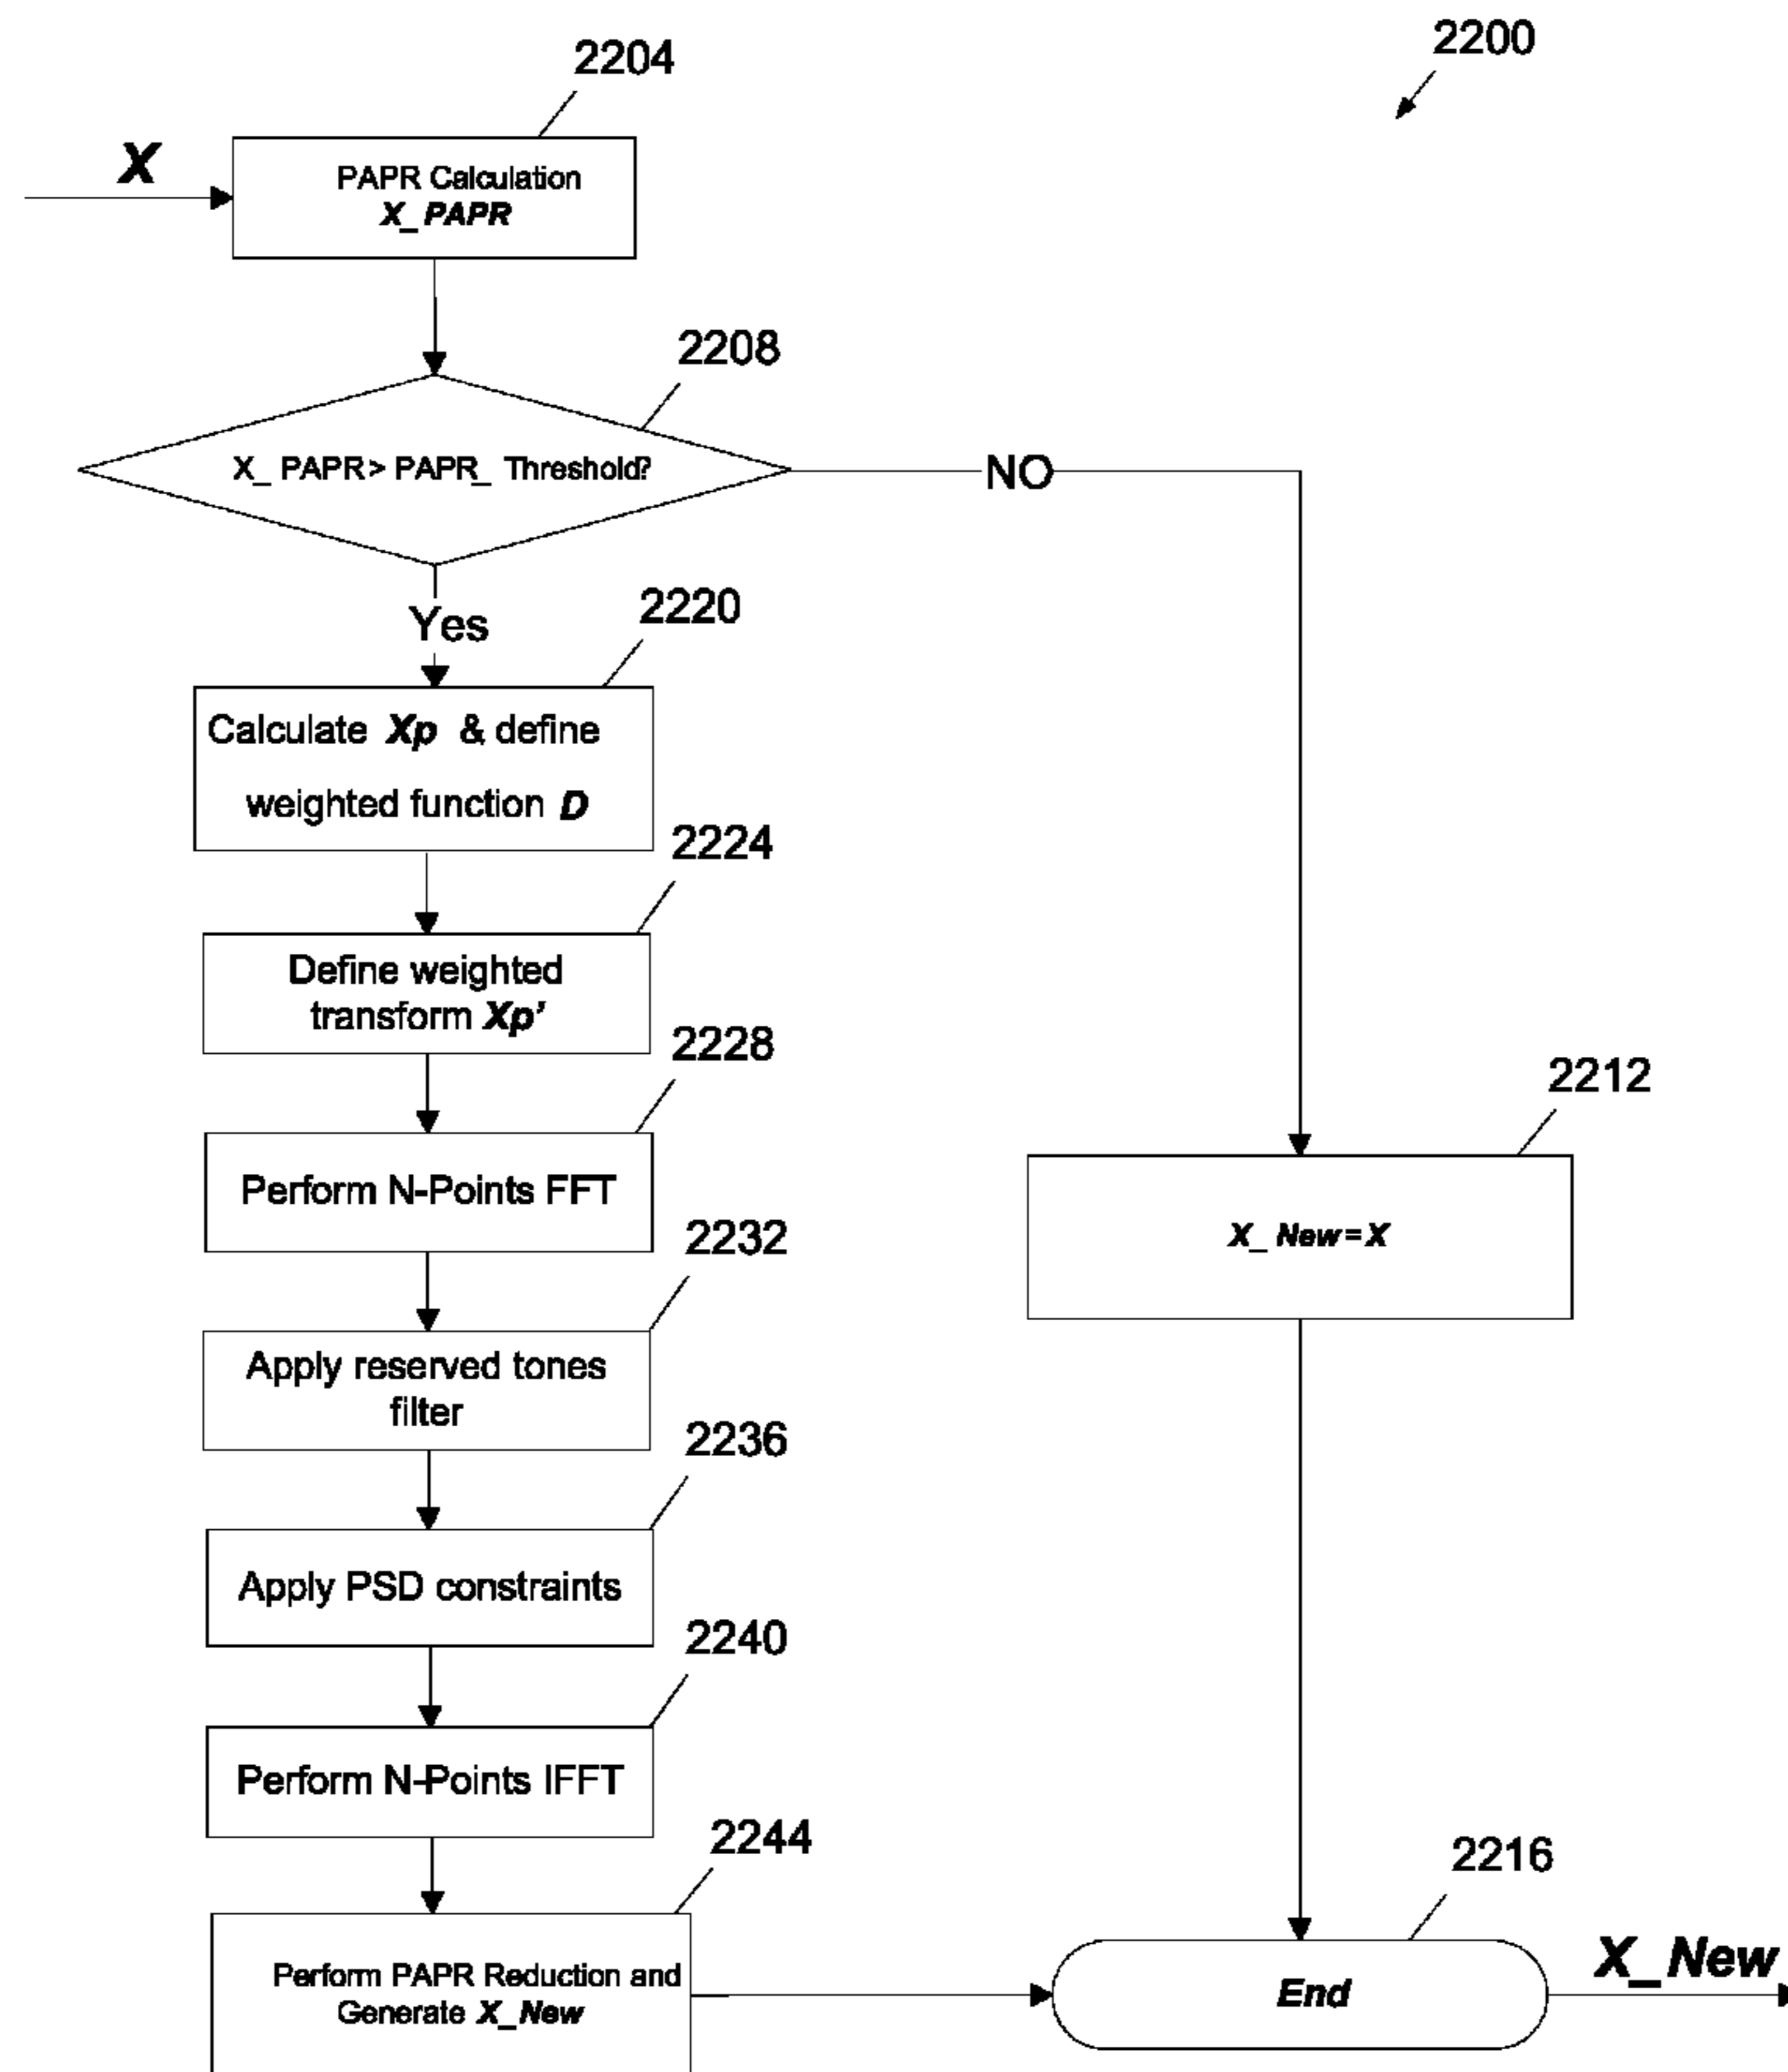 2200
2204
X
PAPR Calculation
X_PAPR
2208
X_ PAPR > PAPR_ Threshold?
NO
Yes
2220
Calculate Xp & define
weighted function D
2224
Define weighted
transform Xp'
2228
Perform N-Points FFT
2212
X_ New = X
2232
Apply reserved tones
filter
2236
Apply PSD constraints
2240
Perform N-Points IFFT
2244
Perform PAPR Reduction and
Generate X_New
2216
End
X_New